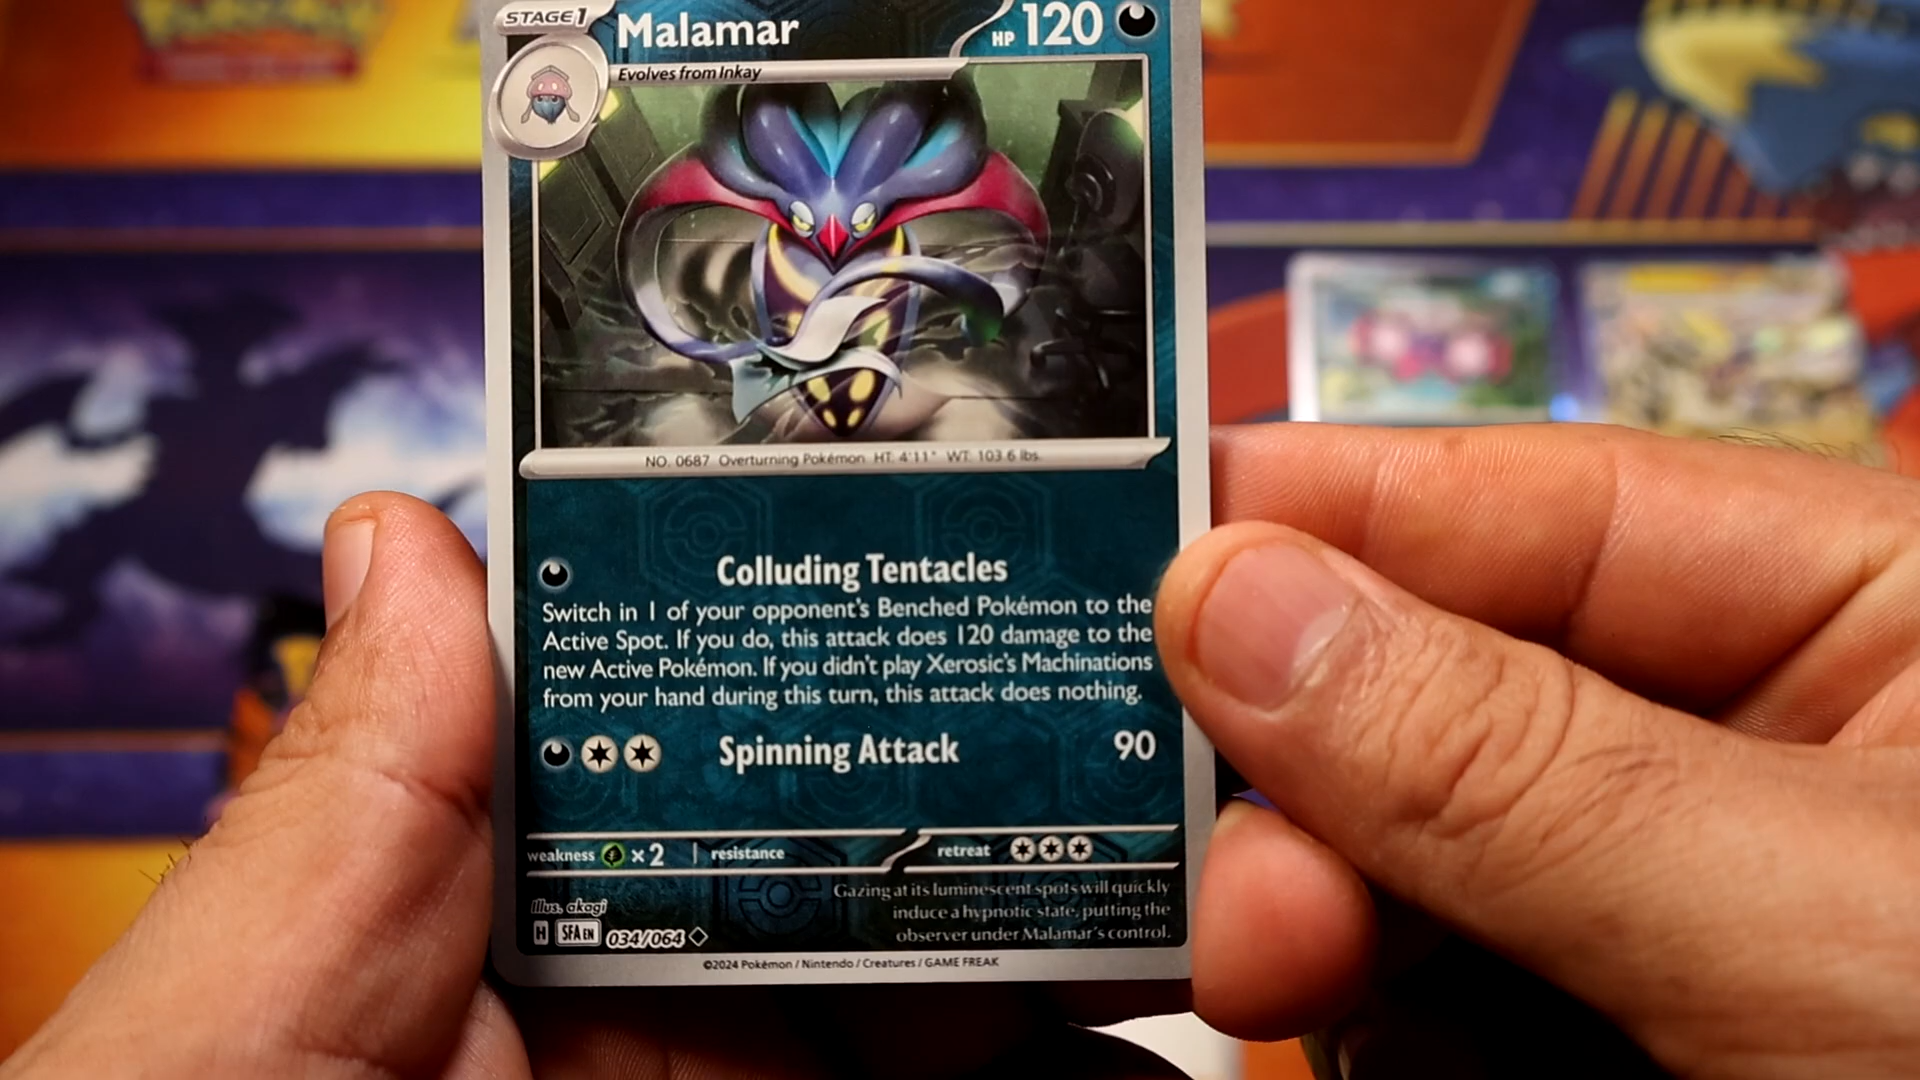 STAGE 1
Malamar
HP 120
Evolves from Inkay
NO. 0687 Overturning Pokémon HT: 4'11" WT: 103.6 lbs.
Colluding Tentacles
Switch in 1 of your opponent's Benched Pokémon to the
Active Spot. If you do, this attack does 120 damage to the
new Active Pokémon. If you didn't play Xerosic's Machinations
from your hand during this turn, this attack does nothing.
Spinning Attack 90
weakness ×2 resistance retreat
Gazing at its luminescent spots will quickly
induce a hypnotic state, putting the
observer under Malamar's control.
Illus. akagi
H SFA EN 034/064
©2024 Pokémon / Nintendo / Creatures / GAME FREAK